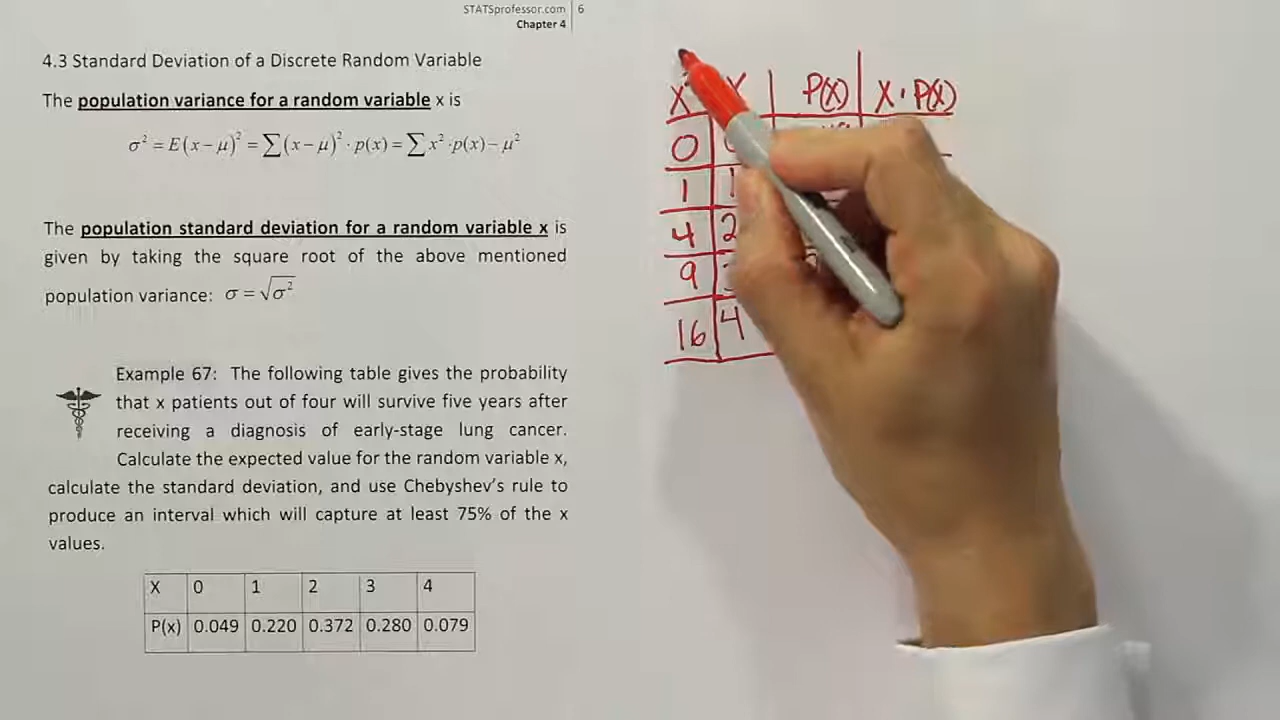 STATSprofessor.com 6
Chapter 4
4.3 Standard Deviation of a Discrete Random Variable
The population variance for a random variable x is
σ² = E(x−μ)² = ∑(x−μ)² · p(x) = ∑x² · p(x) − μ²
The population standard deviation for a random variable x is
given by taking the square root of the above mentioned
population variance: σ = √σ²
Example 67: The following table gives the probability
that x patients out of four will survive five years after
receiving a diagnosis of early-stage lung cancer.
Calculate the expected value for the random variable x,
calculate the standard deviation, and use Chebyshev's rule to
produce an interval which will capture at least 75% of the x
values.
X 0 1 2 3 4
P(x) 0.049 0.220 0.372 0.280 0.079
X P(X) X · P(X)
0
1 1
4 2
9
16 4